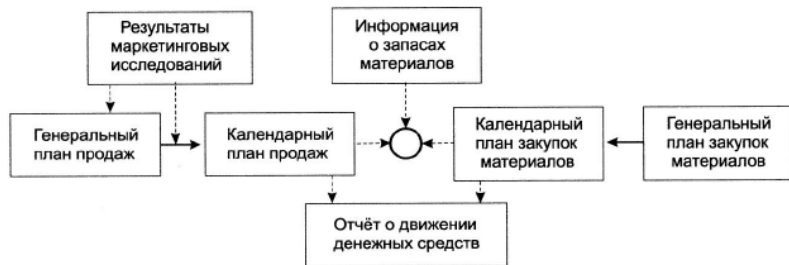 Результаты
маркетинговых
исследований
Информация
о запасах
материалов
Генеральный
план продаж
Календарный
план продаж
Календарный
план закупок
материалов
Генеральный
план закупок
материалов
Отчёт о движении
денежных средств